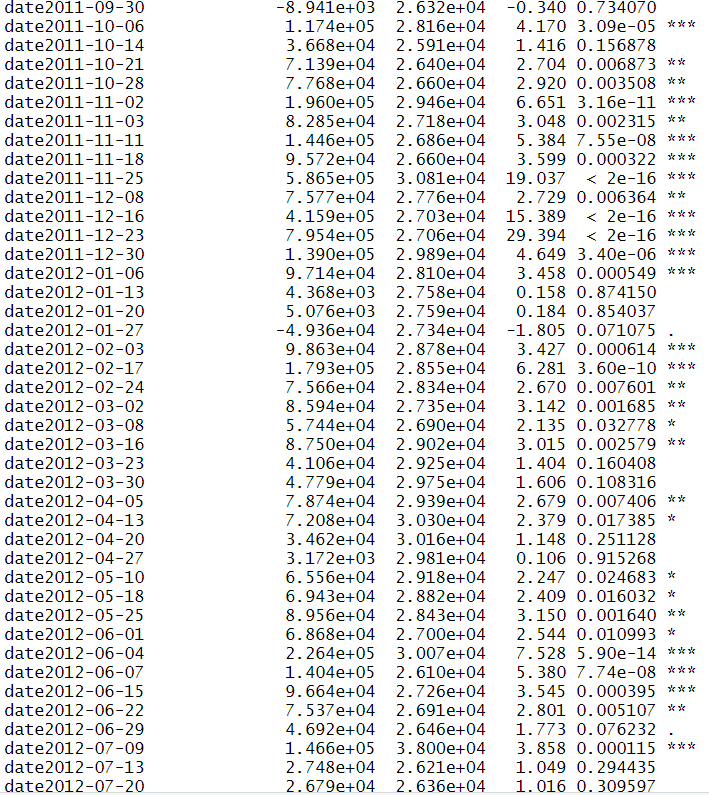 date2011-09-30 -8.941e+03 2.632e+04 -0.340 0.734070
date2011-10-06 1.174e+05 2.816e+04 4.170 3.09e-05 ***
date2011-10-14 3.668e+04 2.591e+04 1.416 0.156878
date2011-10-21 7.139e+04 2.640e+04 2.704 0.006873 **
date2011-10-28 7.768e+04 2.660e+04 2.920 0.003508 **
date2011-11-02 1.960e+05 2.946e+04 6.651 3.16e-11 ***
date2011-11-03 8.285e+04 2.718e+04 3.048 0.002315 **
date2011-11-11 1.446e+05 2.686e+04 5.384 7.55e-08 ***
date2011-11-18 9.572e+04 2.660e+04 3.599 0.000322 ***
date2011-11-25 5.865e+05 3.081e+04 19.037 < 2e-16 ***
date2011-12-08 7.577e+04 2.776e+04 2.729 0.006364 **
date2011-12-16 4.159e+05 2.703e+04 15.389 < 2e-16 ***
date2011-12-23 7.954e+05 2.706e+04 29.394 < 2e-16 ***
date2011-12-30 1.390e+05 2.989e+04 4.649 3.40e-06 ***
date2012-01-06 9.714e+04 2.810e+04 3.458 0.000549 ***
date2012-01-13 4.368e+03 2.758e+04 0.158 0.874150
date2012-01-20 5.076e+03 2.759e+04 0.184 0.854037
date2012-01-27 -4.936e+04 2.734e+04 -1.805 0.071075 .
date2012-02-03 9.863e+04 2.878e+04 3.427 0.000614 ***
date2012-02-17 1.793e+05 2.855e+04 6.281 3.60e-10 ***
date2012-02-24 7.566e+04 2.834e+04 2.670 0.007601 **
date2012-03-02 8.594e+04 2.735e+04 3.142 0.001685 **
date2012-03-08 5.744e+04 2.690e+04 2.135 0.032778 *
date2012-03-16 8.750e+04 2.902e+04 3.015 0.002579 **
date2012-03-23 4.106e+04 2.925e+04 1.404 0.160408
date2012-03-30 4.779e+04 2.975e+04 1.606 0.108316
date2012-04-05 7.874e+04 2.939e+04 2.679 0.007406 **
date2012-04-13 7.208e+04 3.030e+04 2.379 0.017385 *
date2012-04-20 3.462e+04 3.016e+04 1.148 0.251128
date2012-04-27 3.172e+03 2.981e+04 0.106 0.915268
date2012-05-10 6.556e+04 2.918e+04 2.247 0.024683 *
date2012-05-18 6.943e+04 2.882e+04 2.409 0.016032 *
date2012-05-25 8.956e+04 2.843e+04 3.150 0.001640 **
date2012-06-01 6.868e+04 2.700e+04 2.544 0.010993 *
date2012-06-04 2.264e+05 3.007e+04 7.528 5.90e-14 ***
date2012-06-07 1.404e+05 2.610e+04 5.380 7.74e-08 ***
date2012-06-15 9.664e+04 2.726e+04 3.545 0.000395 ***
date2012-06-22 7.537e+04 2.691e+04 2.801 0.005107 **
date2012-06-29 4.692e+04 2.646e+04 1.773 0.076232 .
date2012-07-09 1.466e+05 3.800e+04 3.858 0.000115 ***
date2012-07-13 2.748e+04 2.621e+04 1.049 0.294435
date2012-07-20 2.679e+04 2.636e+04 1.016 0.309597